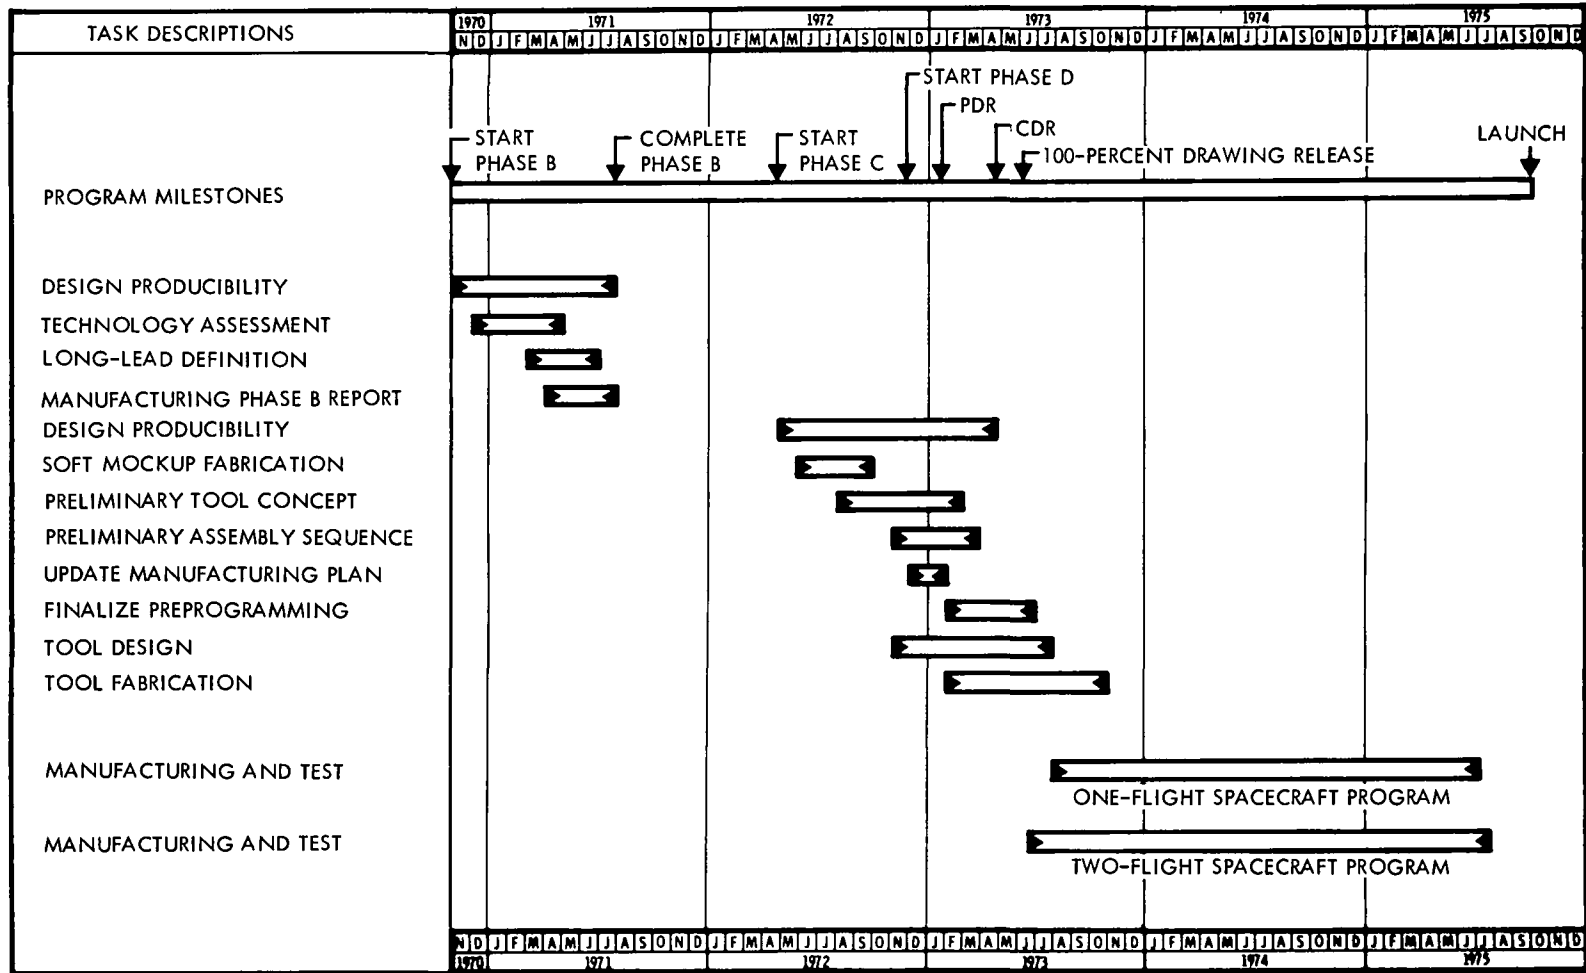 TASK DESCRIPTIONS
1970 1971 1972 1973 1974 1975
N D J F M A M J J A S O N D J F M A M J J A S O N D J F M A M J J A S O N D J F M A M J J A S O N D J F M A M J J A S O N D
START PHASE D
PDR
CDR
START
PHASE B
COMPLETE
PHASE B
START
PHASE C
100-PERCENT DRAWING RELEASE
LAUNCH
PROGRAM MILESTONES
DESIGN PRODUCIBILITY
TECHNOLOGY ASSESSMENT
LONG-LEAD DEFINITION
MANUFACTURING PHASE B REPORT
DESIGN PRODUCIBILITY
SOFT MOCKUP FABRICATION
PRELIMINARY TOOL CONCEPT
PRELIMINARY ASSEMBLY SEQUENCE
UPDATE MANUFACTURING PLAN
FINALIZE PREPROGRAMMING
TOOL DESIGN
TOOL FABRICATION
MANUFACTURING AND TEST
ONE-FLIGHT SPACECRAFT PROGRAM
MANUFACTURING AND TEST
TWO-FLIGHT SPACECRAFT PROGRAM
N D J F M A M J J A S O N D J F M A M J J A S O N D J F M A M J J A S O N D J F M A M J J A S O N D J F M A M J J A S O N D
1970 1971 1972 1973 1974 1975